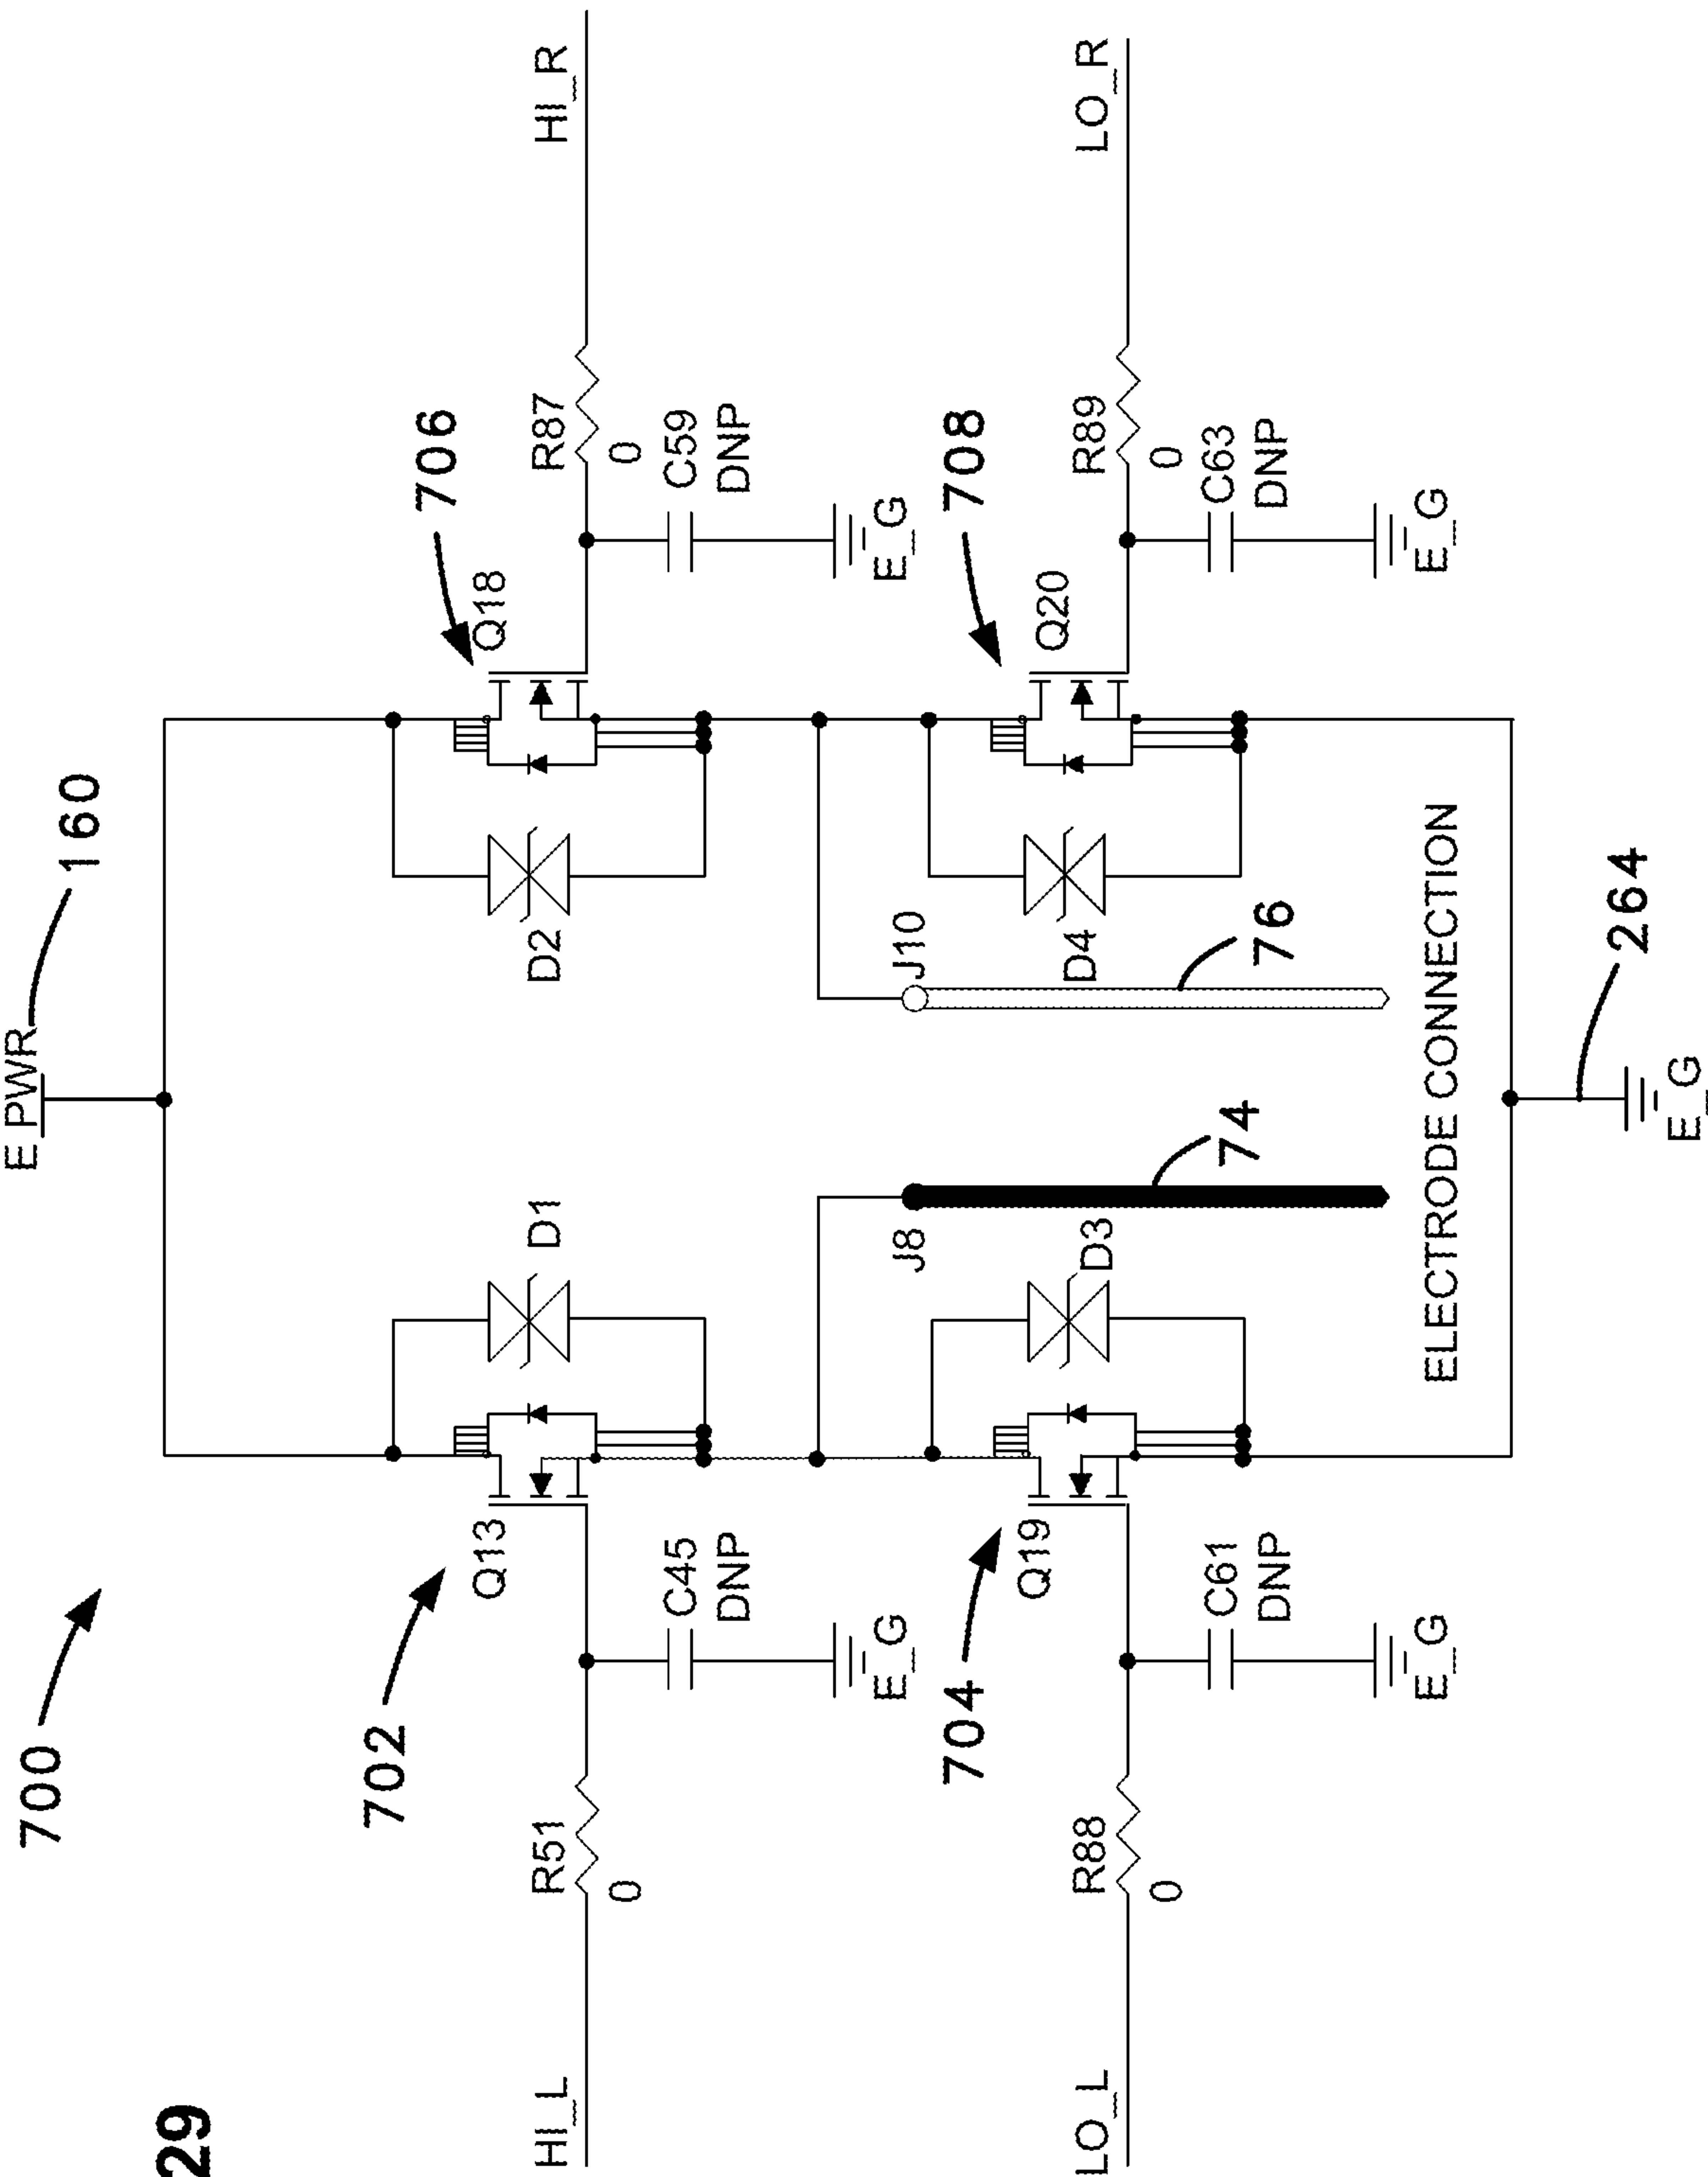 29
700
E_PWR
160
702
706
HI_L
R51
0
Q13
D1
D2
Q18
R87
0
HI_R
C45
DNP
E_G
C59
DNP
E_G
704
708
J8
J10
LO_L
R88
0
Q19
D3
D4
Q20
R89
0
LO_R
C61
DNP
E_G
74
76
C63
DNP
E_G
ELECTRODE CONNECTION
264
E_G